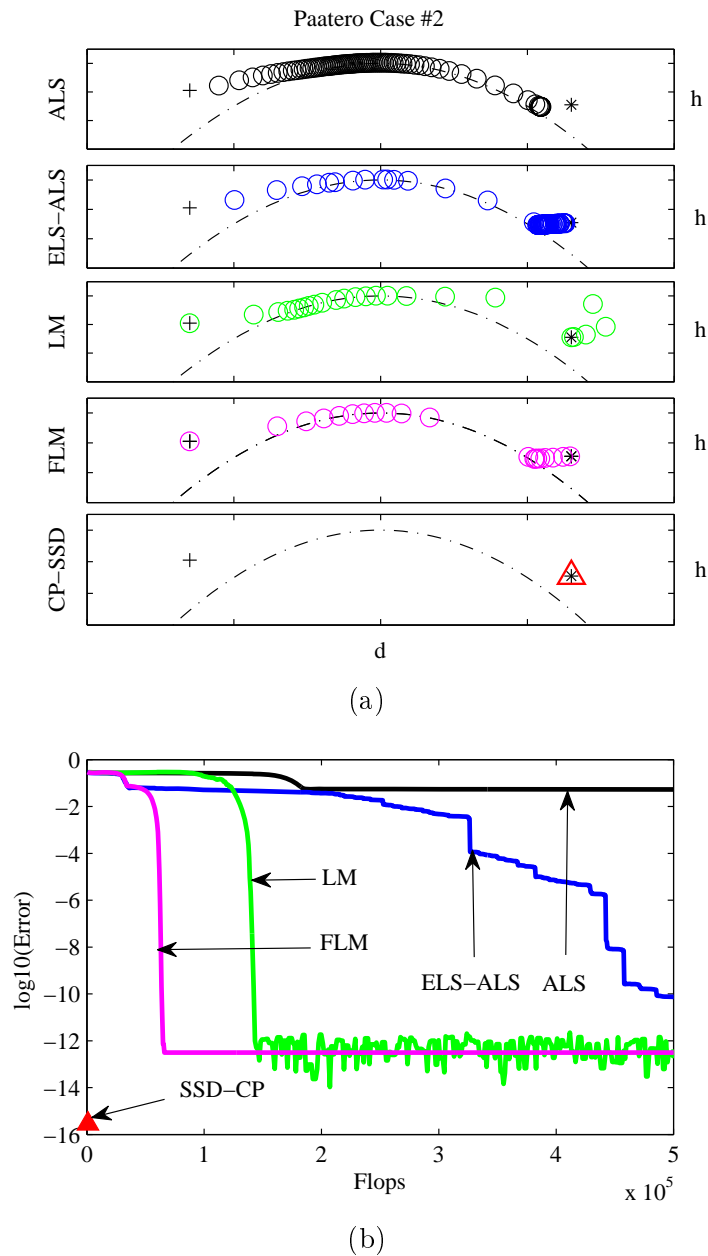 Paatero Case #2
ALS
h
ELS−ALS
h
LM
h
FLM
h
CP−SSD
h
d
(a)
0
−2
−4
−6
−8
−10
−12
−14
−16
log10(Error)
LM
FLM
ELS−ALS
ALS
SSD−CP
0
1
2
3
4
5
Flops
x 10^5
(b)